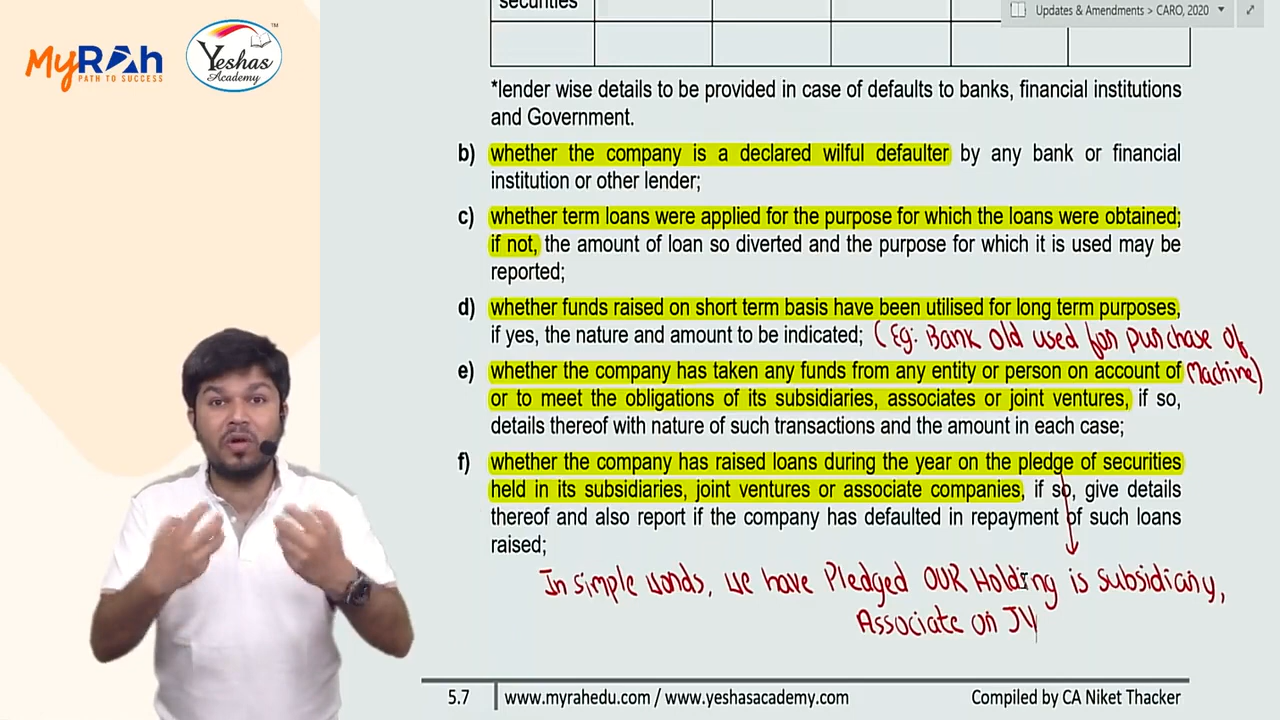 securities
Updates & Amendments > CARO, 2020
MyRAh
PATH TO SUCCESS
Yeshas
Academy
TM
*lender wise details to be provided in case of defaults to banks, financial institutions
and Government.
b) whether the company is a declared wilful defaulter by any bank or financial
institution or other lender;
c) whether term loans were applied for the purpose for which the loans were obtained;
if not, the amount of loan so diverted and the purpose for which it is used may be
reported;
d) whether funds raised on short term basis have been utilised for long term purposes,
if yes, the nature and amount to be indicated; (Eg: Bank Old used for purchase of
Machine)
e) whether the company has taken any funds from any entity or person on account of
or to meet the obligations of its subsidiaries, associates or joint ventures, if so,
details thereof with nature of such transactions and the amount in each case;
f) whether the company has raised loans during the year on the pledge of securities
held in its subsidiaries, joint ventures or associate companies, if so, give details
thereof and also report if the company has defaulted in repayment of such loans
raised;
In simple words, we have Pledged OUR Holding is subsidiary,
Associate or JV
5.7 www.myrahedu.com / www.yeshasacademy.com Compiled by CA Niket Thacker